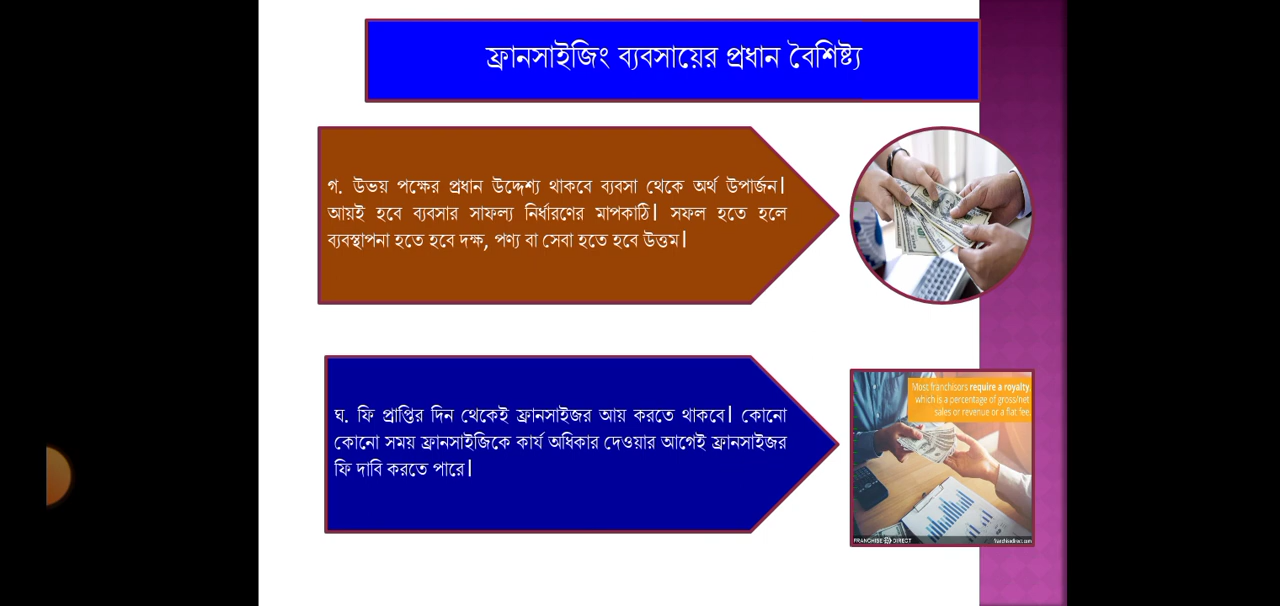 ফ্রানসাইজিং ব্যবসায়ের প্রধান বৈশিষ্ট্য
গ. উভয় পক্ষের প্রধান উদ্দেশ্য থাকবে ব্যবসা থেকে অর্থ উপার্জন।
আয়ই হবে ব্যবসার সাফল্য নির্ধারণের মাপকাঠি। সফল হতে হলে
ব্যবস্থাপনা হতে হবে দক্ষ, পণ্য বা সেবা হতে হবে উত্তম।
ঘ. ফি প্রাপ্তির দিন থেকেই ফ্রানসাইজর আয় করতে থাকবে। কোনো
কোনো সময় ফ্রানসাইজিকে কার্য অধিকার দেওয়ার আগেই ফ্রানসাইজর
ফি দাবি করতে পারে।
Most franchisors require a royalty,
which is a percentage of gross/net
sales or revenue or a flat fee.
FRANCHISE DIRECT